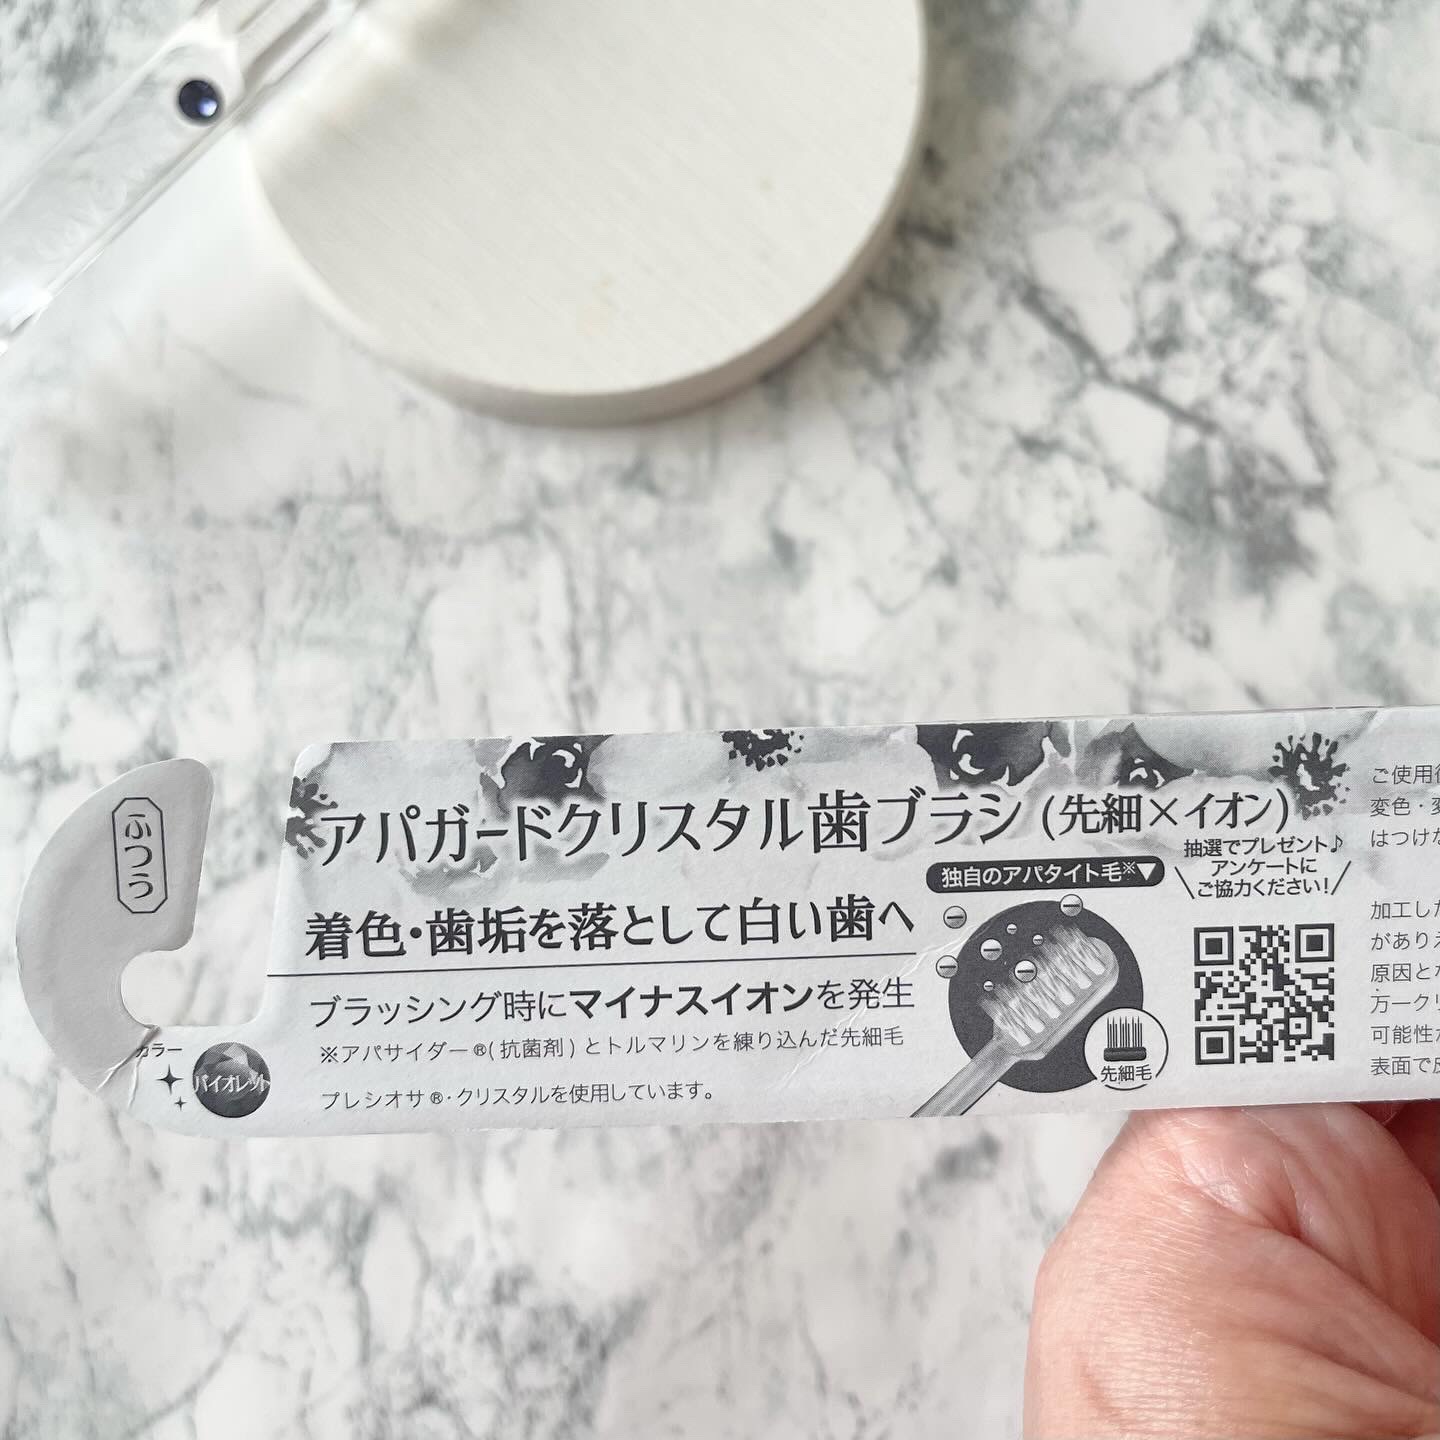 ふつう
アパガードクリスタル歯ブラシ (先細×イオン)
着色・歯垢を落として白い歯へ
ブラッシング時にマイナスイオンを発生
※アパサイダー®(抗菌剤)とトルマリンを練り込んだ先細毛
プレシオサ®・クリスタルを使用しています。
カラー
バイオレット
独自のアパタイト毛※▼
先細毛
抽選でプレゼント♪
アンケートに
ご協力ください!
ご使用後
変色・変
はつけな
加工した
がありえ
原因とな
万一クリ
可能性が
表面で皮